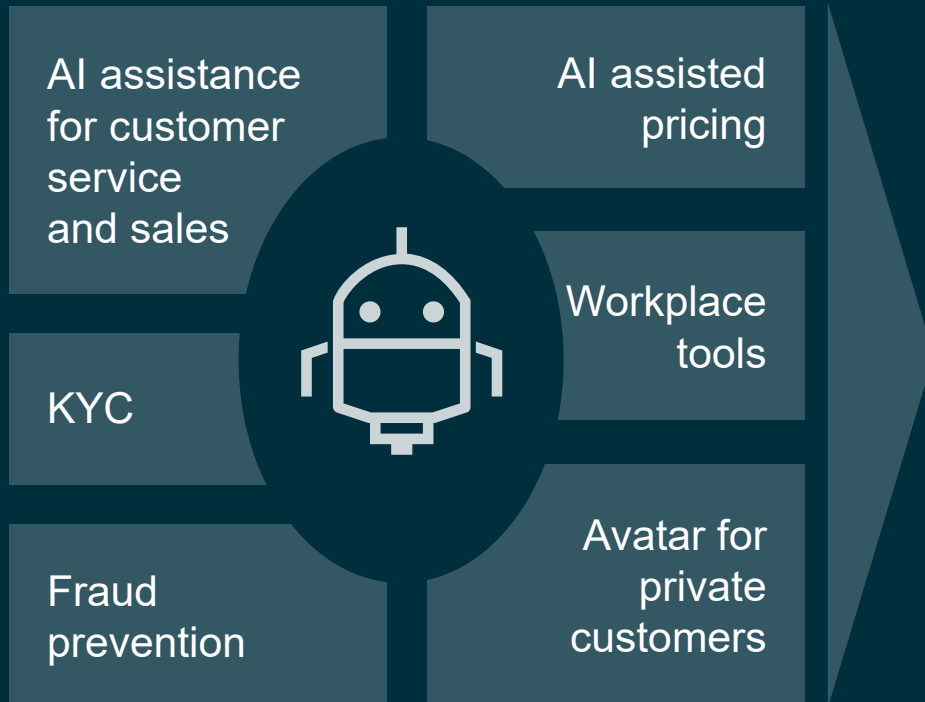 AI assistance
for customer
service
and sales
KYC
Fraud
prevention
AI assisted
pricing
Workplace
tools
Avatar for
private
customers